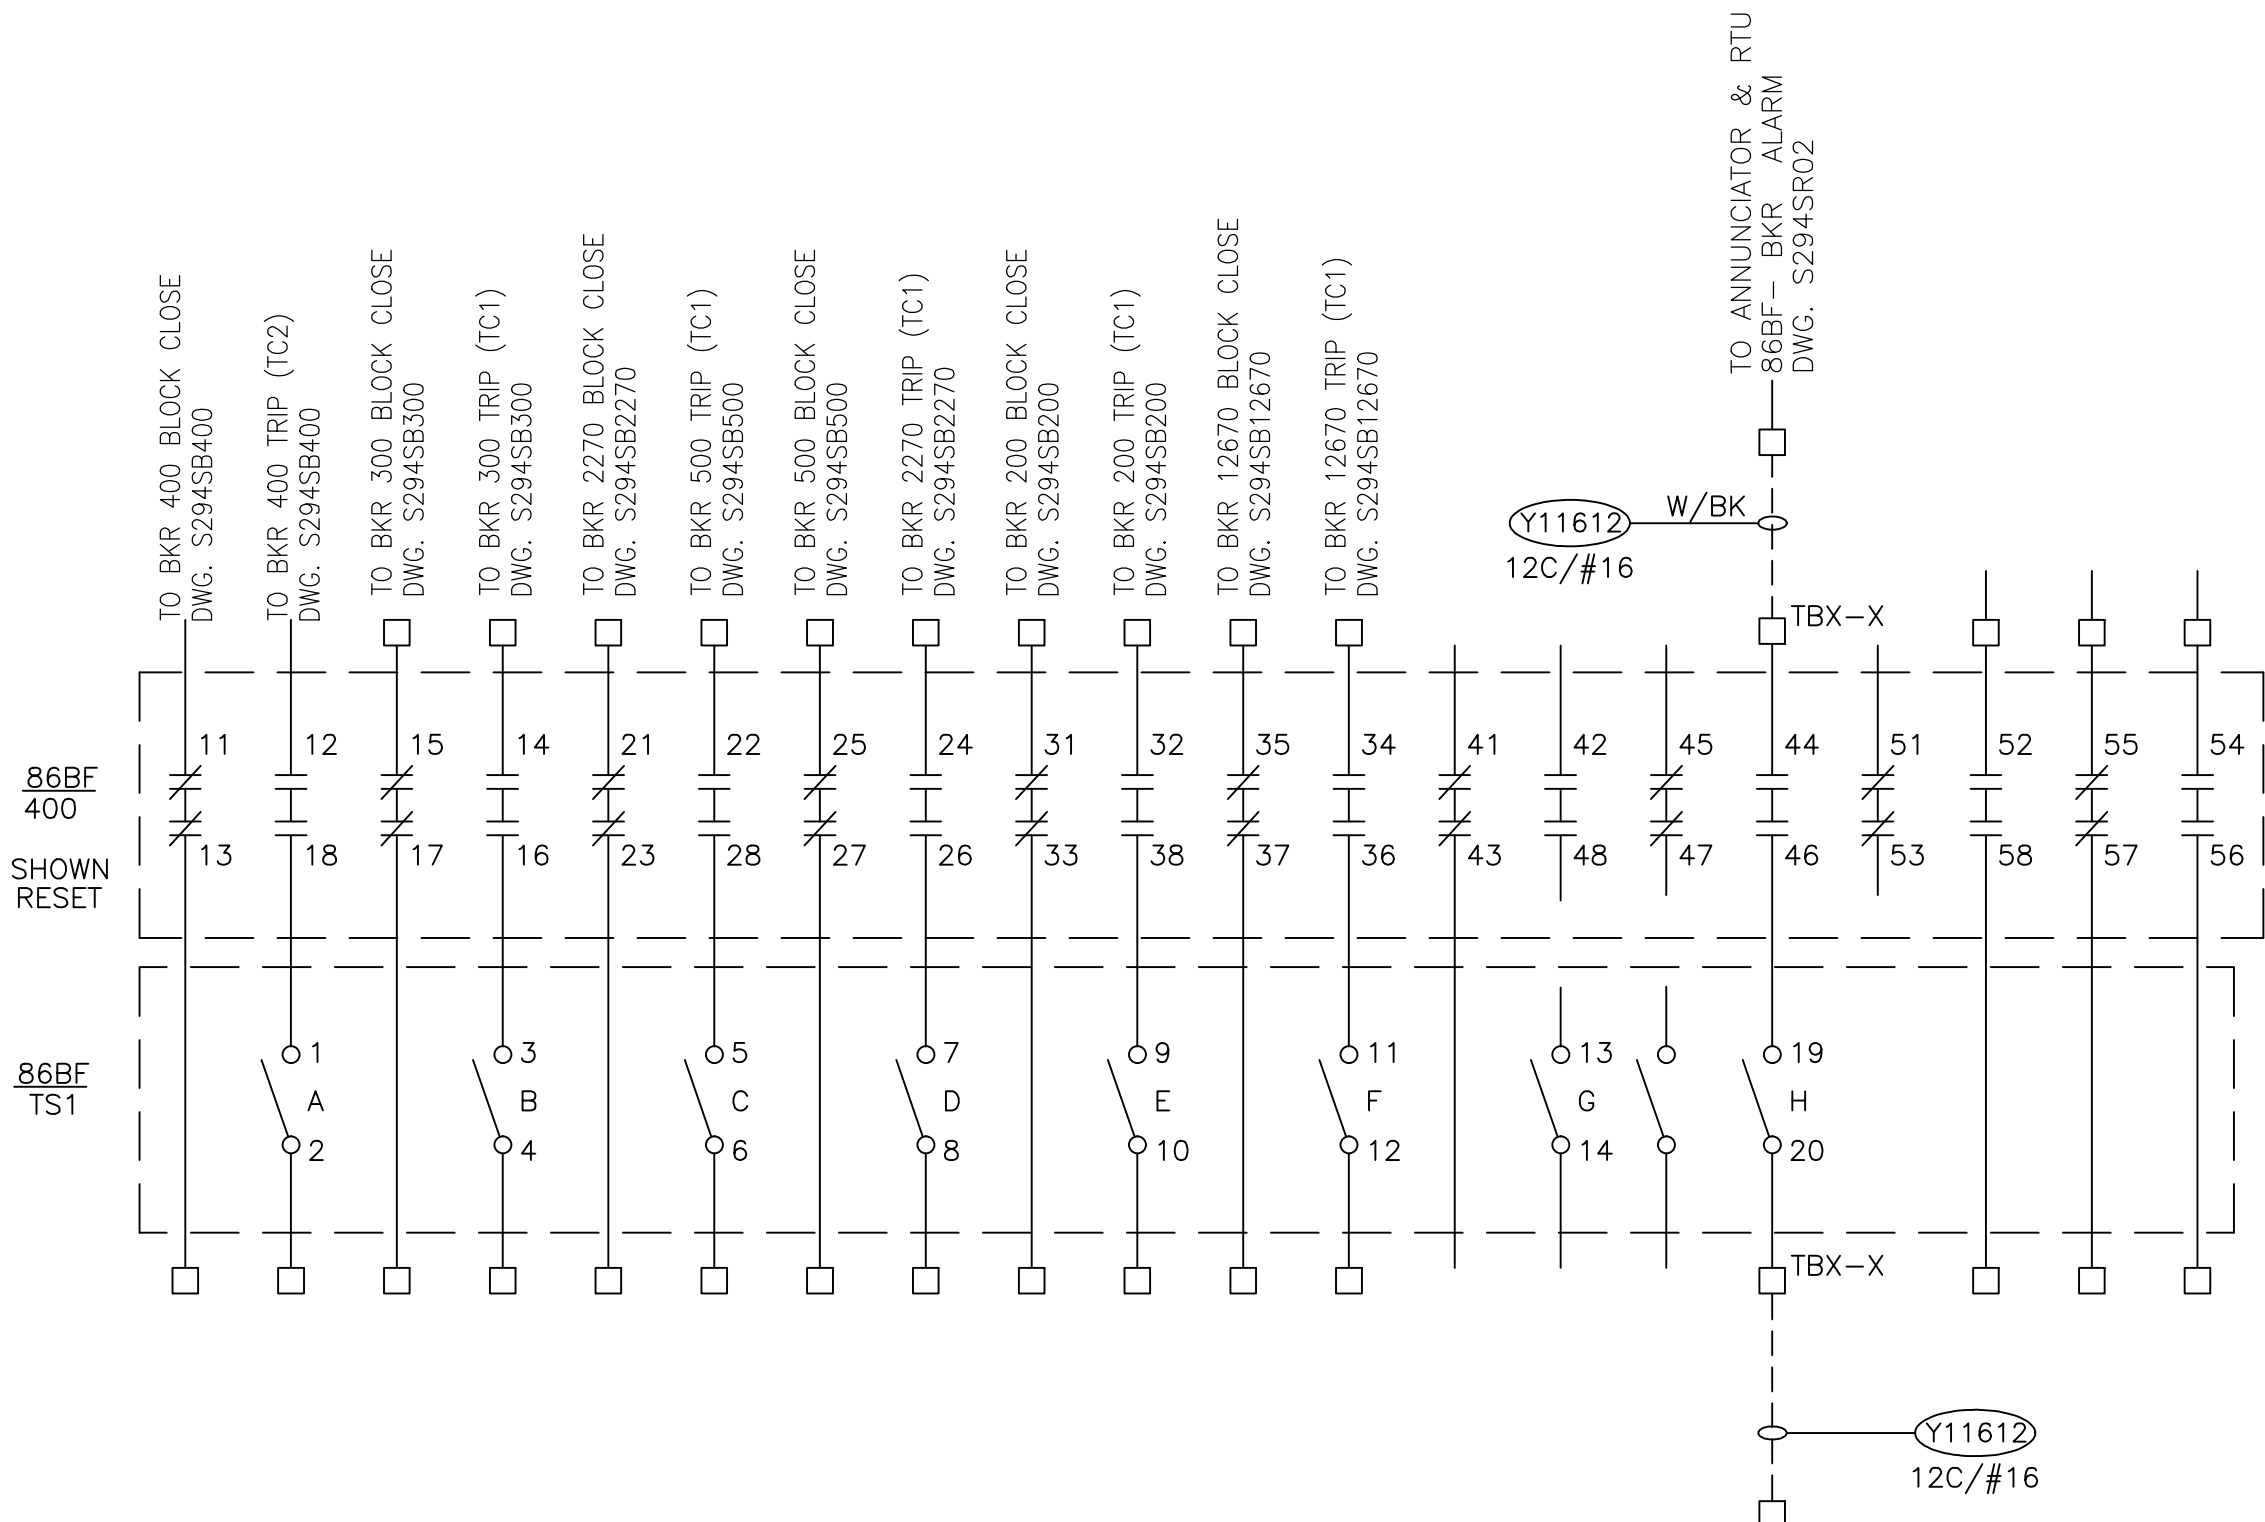 TO BKR 400 BLOCK CLOSE
DWG. S294SB400
TO BKR 400 TRIP (TC2)
DWG. S294SB400
TO BKR 300 BLOCK CLOSE
DWG. S294SB300
TO BKR 300 TRIP (TC1)
DWG. S294SB300
TO BKR 2270 BLOCK CLOSE
DWG. S294SB2270
TO BKR 500 TRIP (TC1)
DWG. S294SB500
TO BKR 500 BLOCK CLOSE
DWG. S294SB500
TO BKR 2270 TRIP (TC1)
DWG. S294SB2270
TO BKR 200 BLOCK CLOSE
DWG. S294SB200
TO BKR 200 TRIP (TC1)
DWG. S294SB200
TO BKR 12670 BLOCK CLOSE
DWG. S294SB12670
TO BKR 12670 TRIP (TC1)
DWG. S294SB12670
TO ANNUNCIATOR & RTU
86BF- BKR ALARM
DWG. S294SR02
Y11612
W/BK
12C/#16
TBX-X
11 12 15 14 21 22 25 24 31 32 35 34 41 42 45 44 51 52 55 54
86BF
400
13 18 17 16 23 28 27 26 33 38 37 36 43 48 47 46 53 58 57 56
SHOWN
RESET
1 3 5 7 9 11 13 19
86BF
TS1
A B C D E F G H
2 4 6 8 10 12 14 20
TBX-X
Y11612
12C/#16